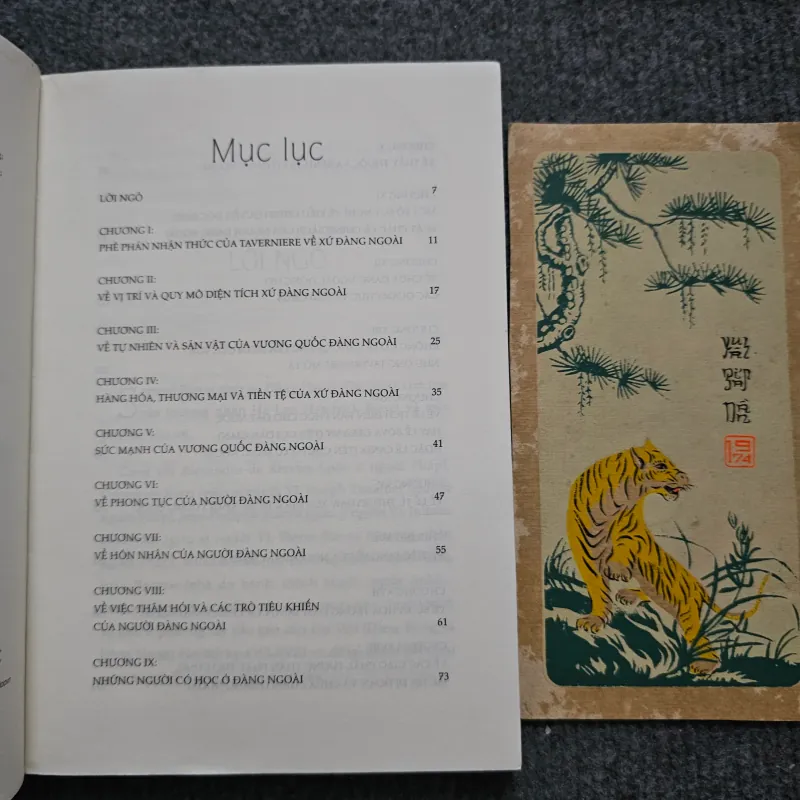 Mục lục
LỜI NGỎ 7
CHƯƠNG I:
PHÊ PHÁN NHẬN THỨC CỦA TAVERNIERE VỀ XỨ ĐÀNG NGOÀI 11
CHƯƠNG II:
VỀ VỊ TRÍ VÀ QUY MÔ DIỆN TÍCH XỨ ĐÀNG NGOÀI 17
CHƯƠNG III:
VỀ TỰ NHIÊN VÀ SẢN VẬT CỦA VƯƠNG QUỐC ĐÀNG NGOÀI 25
CHƯƠNG IV:
HÀNG HÓA, THƯƠNG MẠI VÀ TIỀN TỆ CỦA XỨ ĐÀNG NGOÀI 35
CHƯƠNG V:
SỨC MẠNH CỦA VƯƠNG QUỐC ĐÀNG NGOÀI 41
CHƯƠNG VI:
VỀ PHONG TỤC CỦA NGƯỜI ĐÀNG NGOÀI 47
CHƯƠNG VII:
VỀ HÔN NHÂN CỦA NGƯỜI ĐÀNG NGOÀI 55
CHƯƠNG VIII:
VỀ VIỆC THĂM HỎI VÀ CÁC TRÒ TIÊU KHIỂN
CỦA NGƯỜI ĐÀNG NGOÀI 61
CHƯƠNG IX:
NHỮNG NGƯỜI CÓ HỌC Ở ĐÀNG NGOÀI 73
1974